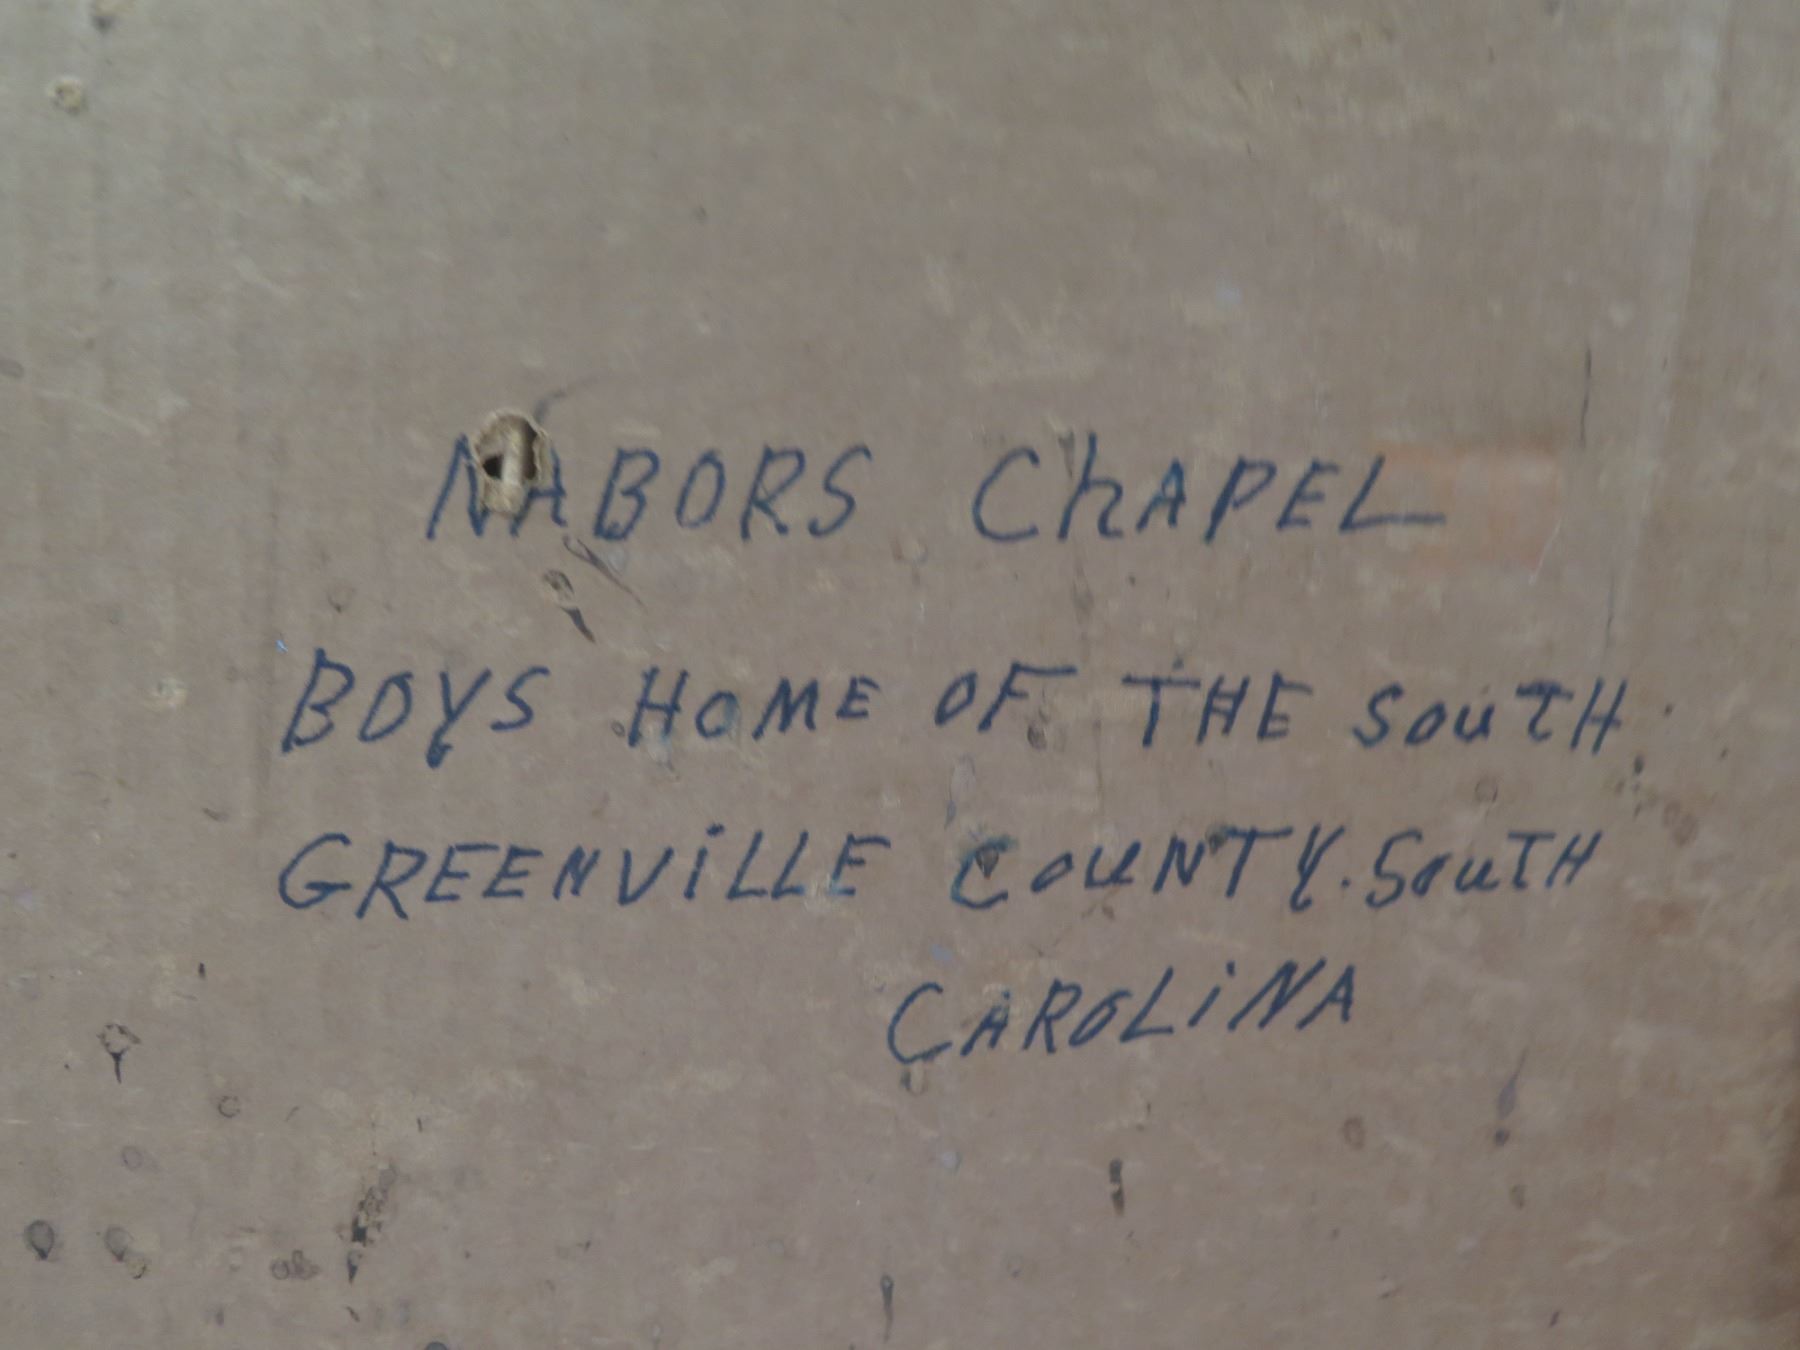 NABORS ChAPEL
BOYS HOME OF THE SOUTH
GREENViLLE COUNTY. SOUTH
CAROLiNA